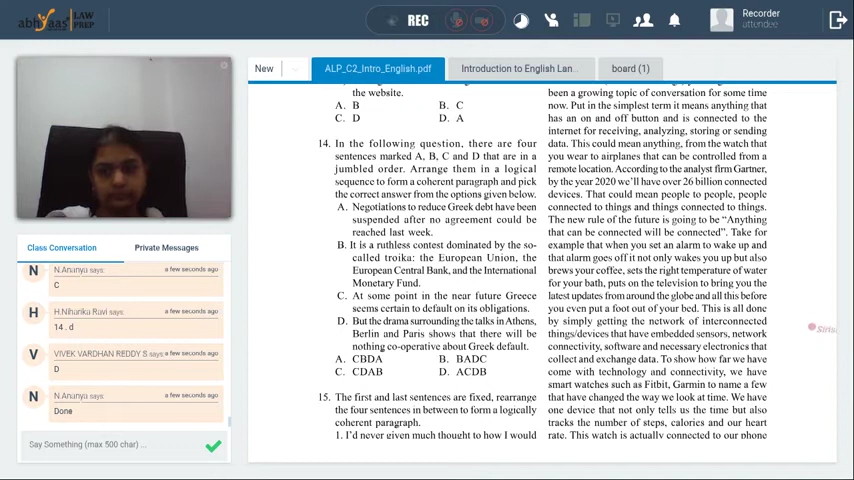 abhyaas LAW
PREP
REC
Recorder
attendee
New
ALP_C2_Intro_English.pdf
Introduction to English Lan...
board (1)
Class Conversation
Private Messages
N
N.Ananya says:
a few seconds ago
C
H
H.Niharika Ravi says:
a few seconds ago
14 . d
V
VIVEK VARDHAN REDDY S says:
a few seconds ago
D
N
N.Ananya says:
a few seconds ago
Done
Say Something (max 500 char) ...
the website.
A. B B. C
C. D D. A
14. In the following question, there are four
sentences marked A, B, C and D that are in a
jumbled order. Arrange them in a logical
sequence to form a coherent paragraph and pick
the correct answer from the options given below.
A. Negotiations to reduce Greek debt have been
suspended after no agreement could be
reached last week.
B. It is a ruthless contest dominated by the so-
called troika: the European Union, the
European Central Bank, and the International
Monetary Fund.
C. At some point in the near future Greece
seems certain to default on its obligations.
D. But the drama surrounding the talks in Athens,
Berlin and Paris shows that there will be
nothing co-operative about Greek default.
A. CBDA B. BADC
C. CDAB D. ACDB
15. The first and last sentences are fixed, rearrange
the four sentences in between to form a logically
coherent paragraph.
1. I'd never given much thought to how I would
been a growing topic of conversation for some time
now. Put in the simplest term it means anything that
has an on and off button and is connected to the
internet for receiving, analyzing, storing or sending
data. This could mean anything, from the watch that
you wear to airplanes that can be controlled from a
remote location. According to the analyst firm Gartner,
by the year 2020 we'll have over 26 billion connected
devices. That could mean people to people, people
connected to things and things connected to things.
The new rule of the future is going to be "Anything
that can be connected will be connected". Take for
example that when you set an alarm to wake up and
that alarm goes off it not only wakes you up but also
brews your coffee, sets the right temperature of water
for your bath, puts on the television to bring you the
latest updates from around the globe and all this before
you even put a foot out of your bed. This is all done
by simply getting the network of interconnected
things/devices that have embedded sensors, network
connectivity, software and necessary electronics that
collect and exchange data. To show how far we have
come with technology and connectivity, we have
smart watches such as Fitbit, Garmin to name a few
that have changed the way we look at time. We have
one device that not only tells us the time but also
tracks the number of steps, calories and our heart
rate. This watch is actually connected to our phone